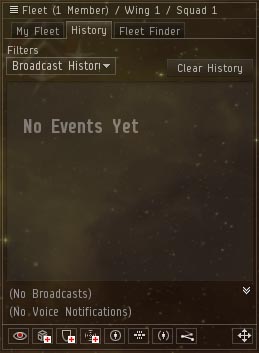 Fleet (1 Member) / Wing 1 / Squad 1
My Fleet History Fleet Finder
Filters
Broadcast Histor Clear History
No Events Yet
(No Broadcasts)
(No Voice Notifications)